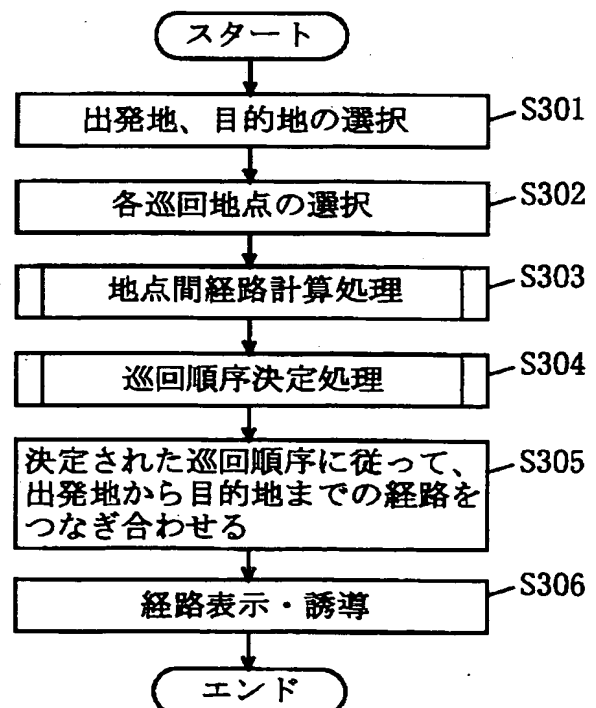 スタート
出発地、目的地の選択
S301
各巡回地点の選択
S302
地点間経路計算処理
S303
巡回順序決定処理
S304
決定された巡回順序に従って、
出発地から目的地までの経路を
つなぎ合わせる
S305
経路表示・誘導
S306
エンド